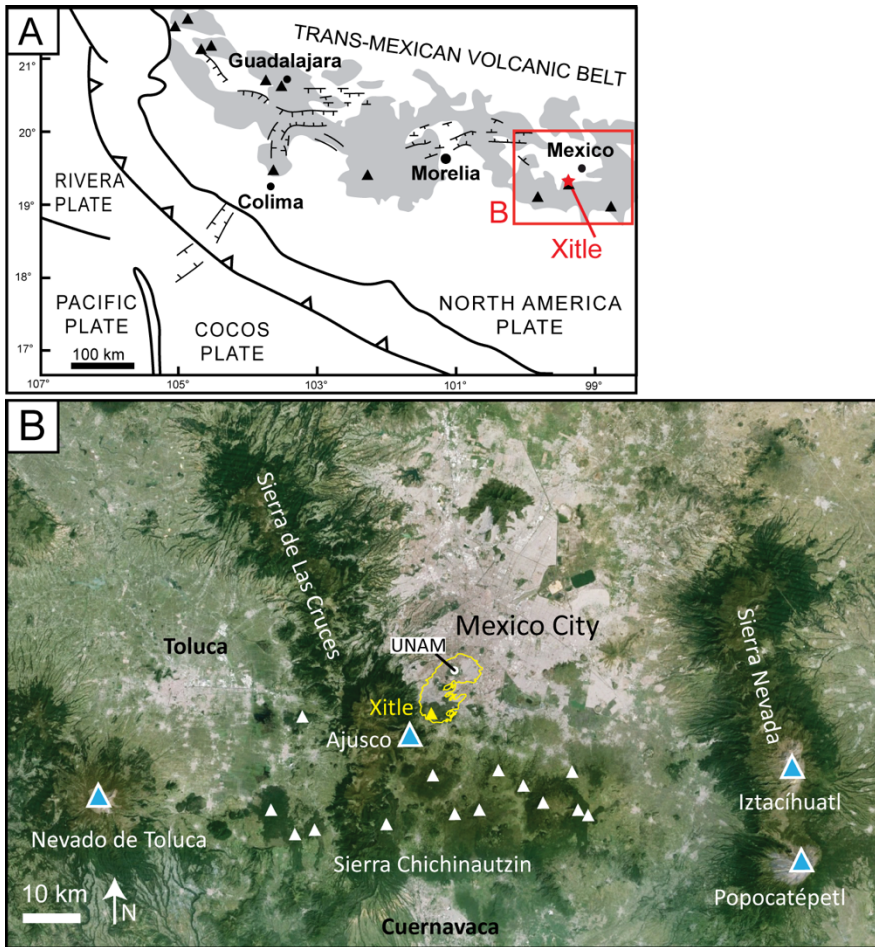 A
TRANS-MEXICAN VOLCANIC BELT
21°
Guadalajara
20°
Mexico
Morelia
RIVERA
PLATE
Colima
B
19°
Xitle
18°
PACIFIC
PLATE
COCOS
PLATE
NORTH AMERICA
PLATE
17°
100 km
107°
105°
103°
101°
99°
B
Sierra de Las Cruces
Mexico City
Toluca
UNAM
Sierra Nevada
Xitle
Ajusco
Iztacíhuatl
Nevado de Toluca
Sierra Chichinautzin
Popocatépetl
10 km
N
Cuernavaca